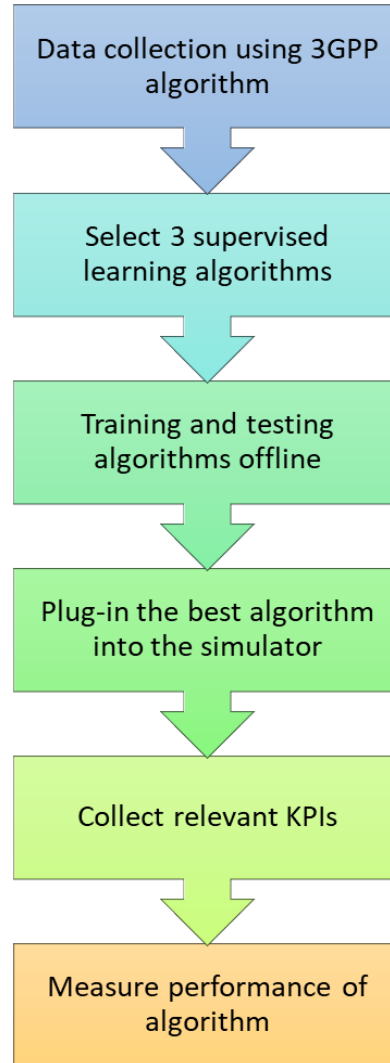 Data collection using 3GPP
algorithm
Select 3 supervised
learning algorithms
Training and testing
algorithms offline
Plug-in the best algorithm
into the simulator
Collect relevant KPIs
Measure performance of
algorithm